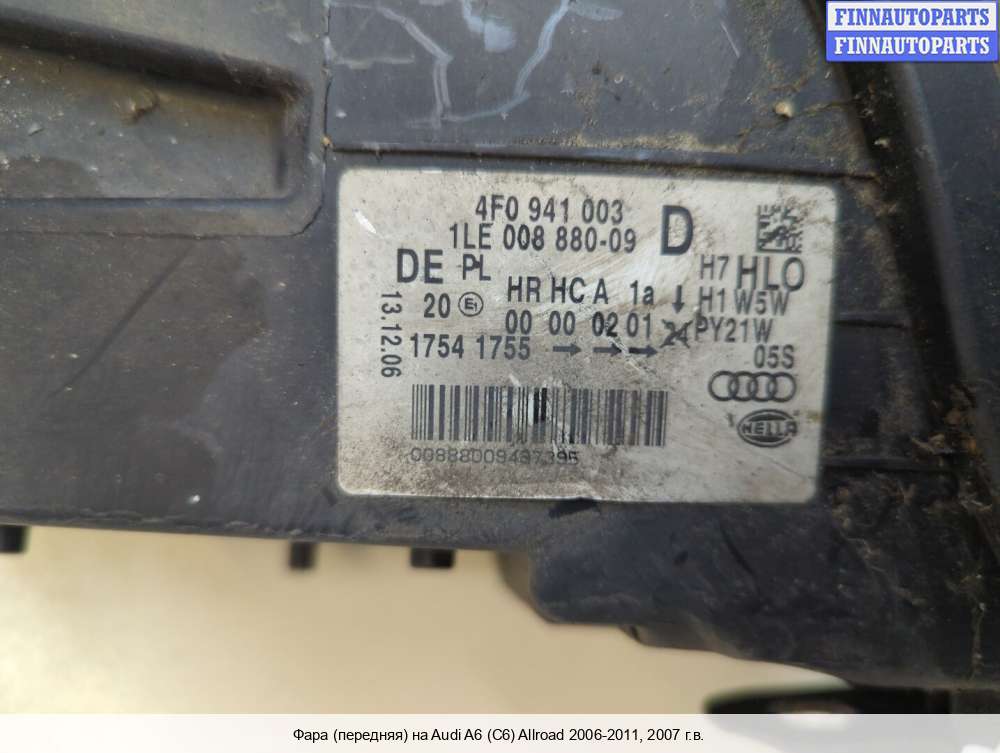 FINNAUTOPARTS
FINNAUTOPARTS
4F0 941 003
1LE 008 880-09 D
DE PL
H7 HLO
20 E1 HR HC A 1a ↓ H1 W5W
00 00 02 01 24 PY21W
1754 1755 → → →
05S
13.12.06
HELLA
Фара (передняя) на Audi A6 (C6) Allroad 2006-2011, 2007 г.в.